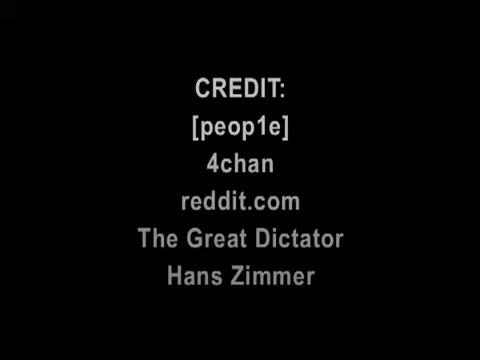 CREDIT:
[peop1e]
4chan
reddit.com
The Great Dictator
Hans Zimmer